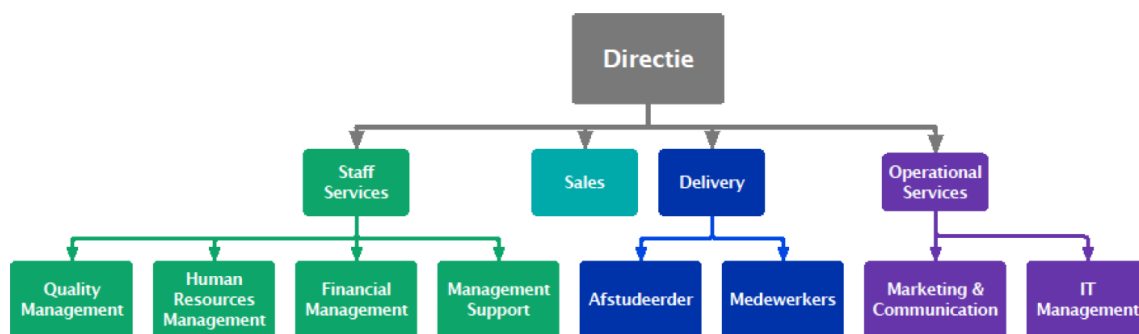 Directie
Staff
Services
Sales
Delivery
Operational
Services
Quality
Management
Human
Resources
Management
Financial
Management
Management
Support
Afstudeerder
Medewerkers
Marketing &
Communication
IT
Management